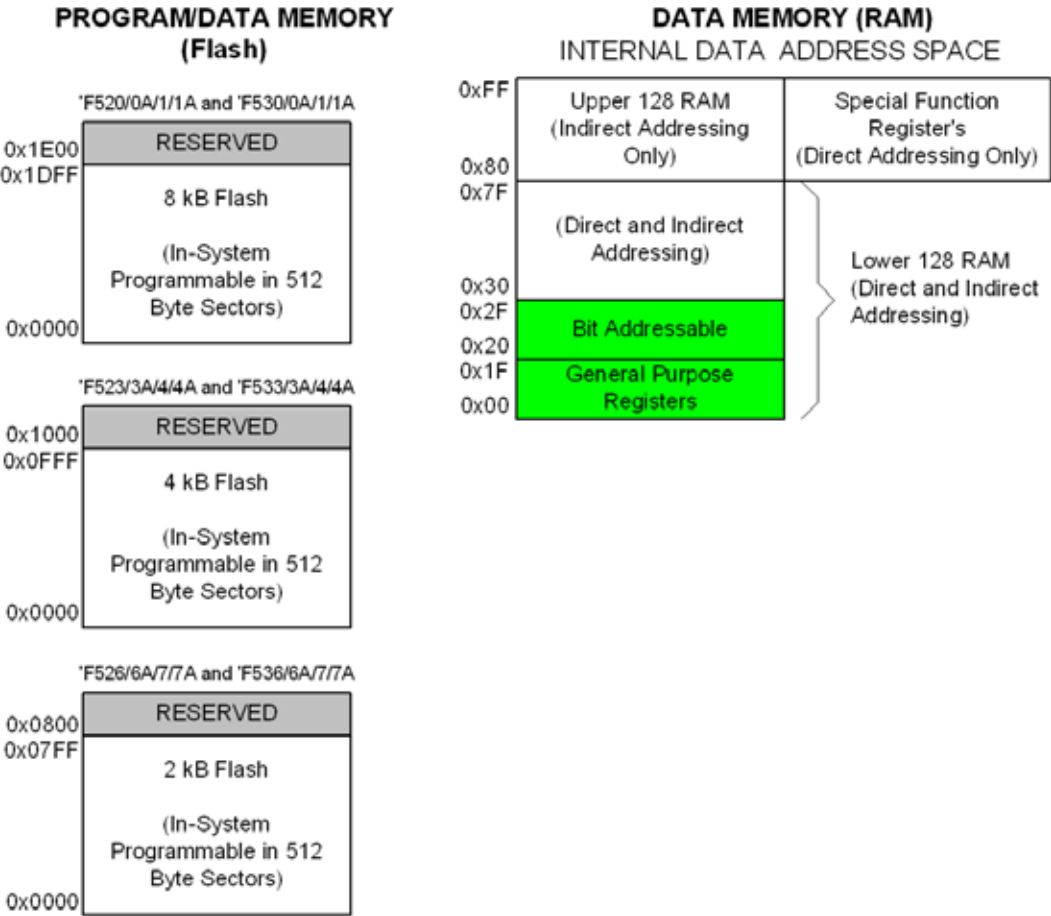 PROGRAM/DATA MEMORY
(Flash)
'F520/0A/1/1A and 'F530/0A/1/1A
RESERVED
0x1E00
0x1DFF
8 kB Flash
(In-System
Programmable in 512
Byte Sectors)
0x0000
'F523/3A/4/4A and 'F533/3A/4/4A
RESERVED
0x1000
0x0FFF
4 kB Flash
(In-System
Programmable in 512
Byte Sectors)
0x0000
'F526/6A/7/7A and 'F536/6A/7/7A
RESERVED
0x0800
0x07FF
2 kB Flash
(In-System
Programmable in 512
Byte Sectors)
0x0000
DATA MEMORY (RAM)
INTERNAL DATA ADDRESS SPACE
0xFF
Upper 128 RAM
(Indirect Addressing
Only)
0x80
Special Function
Register's
(Direct Addressing Only)
0x7F
(Direct and Indirect
Addressing)
0x30
0x2F
Bit Addressable
0x20
0x1F
General Purpose
Registers
0x00
Lower 128 RAM
(Direct and Indirect
Addressing)